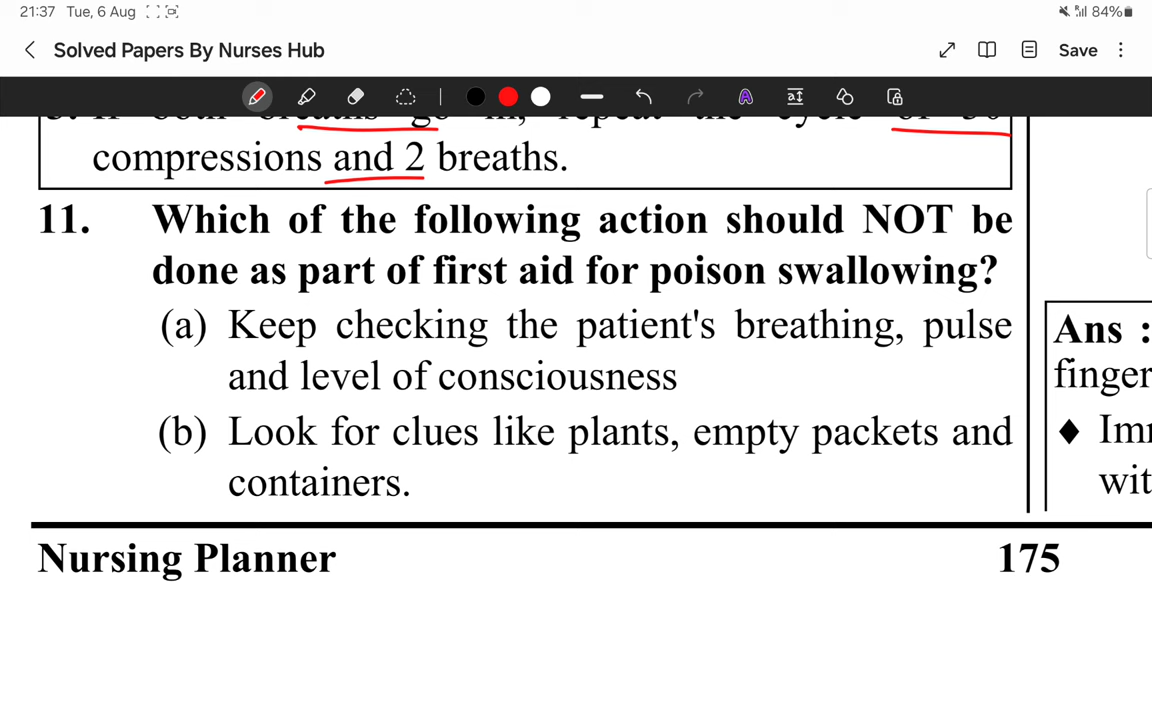 21:37 Tue, 6 Aug 84%
Solved Papers By Nurses Hub Save
compressions and 2 breaths.
11. Which of the following action should NOT be
done as part of first aid for poison swallowing?
(a) Keep checking the patient's breathing, pulse
and level of consciousness
(b) Look for clues like plants, empty packets and
containers.
Ans :
finger
♦
wit
Nursing Planner 175